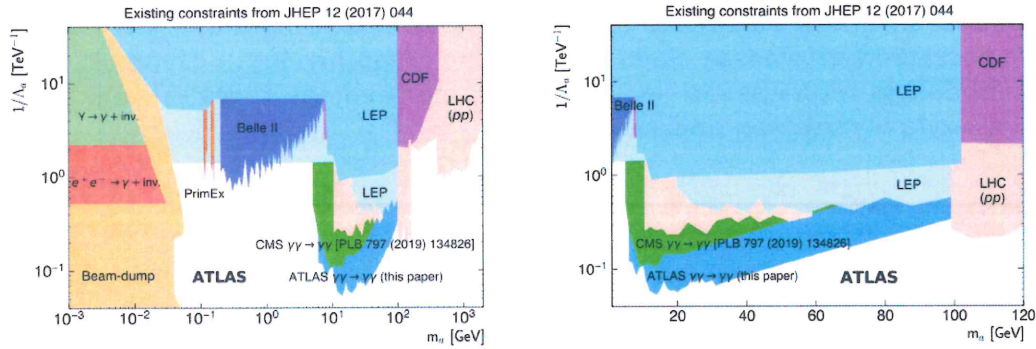 Existing constraints from JHEP 12 (2017) 044
1/Λₐ [TeV⁻¹]
10¹
10⁰
10⁻¹
Υ → γ + inv.
e⁺e⁻ → γ + inv.
Beam-dump
PrimEx
Belle II
LEP
CDF
LHC
(pp)
LEP
CMS γγ → γγ [PLB 797 (2019) 134826]
ATLAS
ATLAS γγ → γγ (this paper)
10⁻³ 10⁻² 10⁻¹ 10⁰ 10¹ 10² 10³
mₐ [GeV]
Existing constraints from JHEP 12 (2017) 044
1/Λₐ [TeV⁻¹]
10¹
10⁰
10⁻¹
Belle II
LEP
CDF
LHC
(pp)
LEP
CMS γγ → γγ [PLB 797 (2019) 134826]
ATLAS γγ → γγ (this paper)
ATLAS
20 40 60 80 100 120
mₐ [GeV]